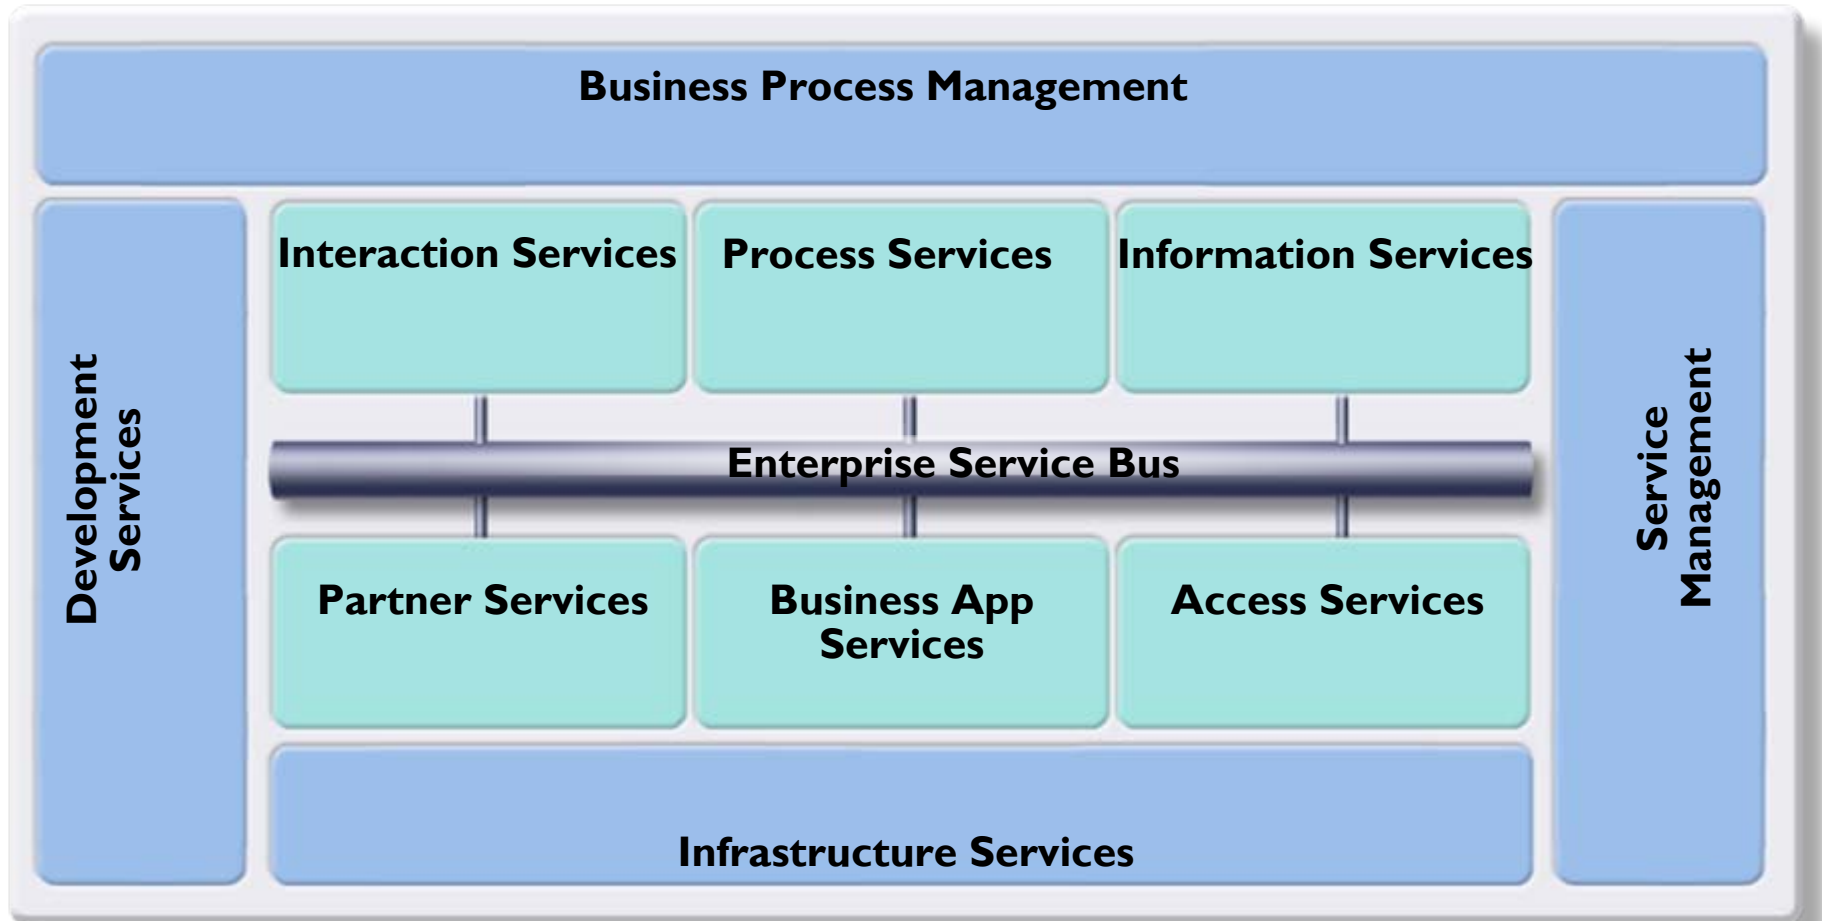 Business Process Management
Interaction Services
Process Services
Information Services
Development
Services
Enterprise Service Bus
Service
Management
Partner Services
Business App
Services
Access Services
Infrastructure Services